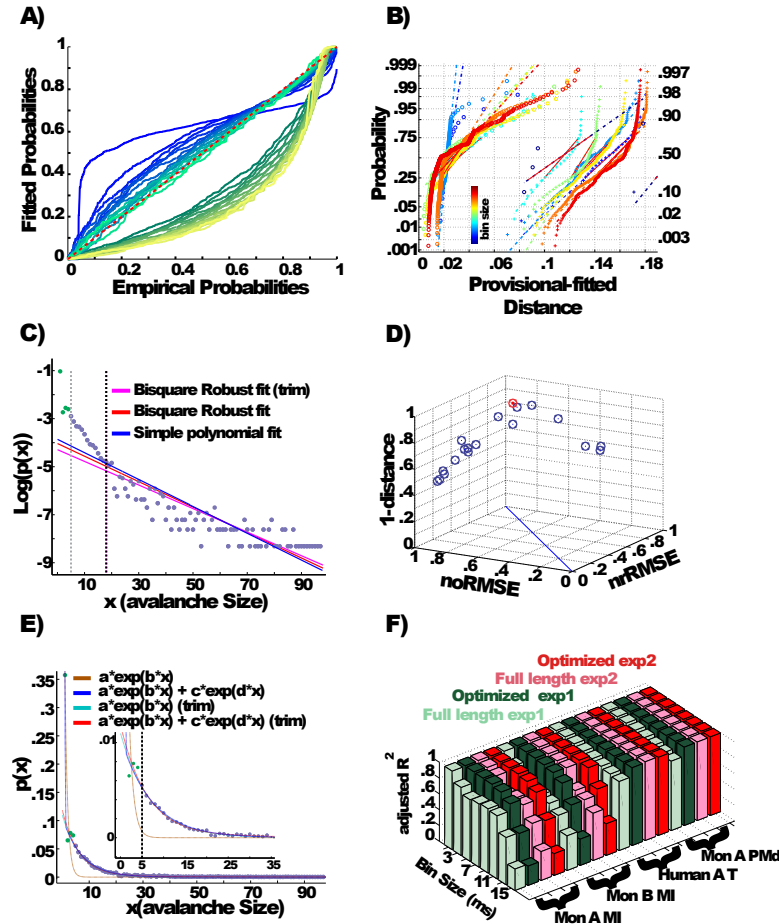 A)
Fitted Probabilities
1
0.8
0.6
0.4
0.2
0
0
0.2
0.4
0.6
0.8
1
Empirical Probabilities
B)
Probability
.999
.99
.95
.75
.25
.05
.01
.001
.997
.98
.90
.50
.10
.02
.003
bin size
0
.02
.06
.1
.14
.18
Provisional-fitted
Distance
C)
Log(p(x))
-1
-3
-5
-7
-9
Bisquare Robust fit (trim)
Bisquare Robust fit
Simple polynomial fit
10
30
50
70
90
x (avalanche Size)
D)
1-distance
1
.8
.6
.4
.2
0
1
.8
.6
.4
.2
0
noRMSE
0
.2
.4
.6
.8
1
nrRMSE
E)
p(x)
.35
.3
.25
.2
.15
.1
.05
0
a*exp(b*x)
a*exp(b*x) + c*exp(d*x)
a*exp(b*x) (trim)
a*exp(b*x) + c*exp(d*x) (trim)
.01
0
0
5
15
25
35
10
30
50
70
90
x(avalanche Size)
F)
Optimized exp2
Full length exp2
Optimized exp1
Full length exp1
adjusted R 2
1
.8
.6
.4
.2
0
3
7
11
15
Bin Size (ms)
Mon A MI
Mon B MI
Human A T
Mon A PMd